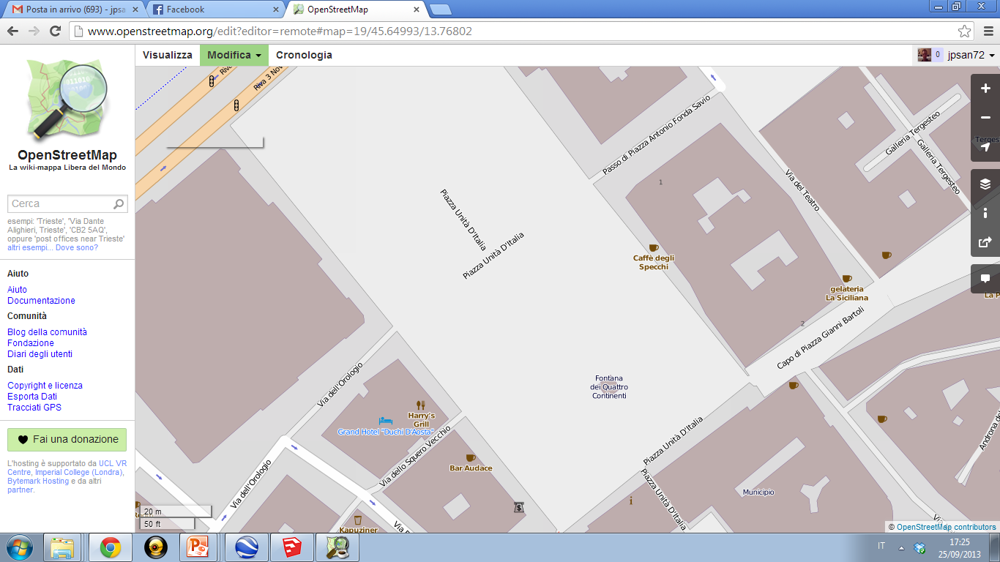 Posta in arrivo (693) - jpsa
Facebook
OpenStreetMap
www.openstreetmap.org/edit?editor=remote#map=19/45.64993/13.76802
OpenStreetMap
La wiki-mappa Libera del Mondo
Cerca
esempi: 'Trieste', 'Via Dante
Alighieri, Trieste', 'CB2 5AQ',
oppure 'post offices near Trieste'
altri esempi... Dove sono?
Aiuto
Aiuto
Documentazione
Comunità
Blog della comunità
Fondazione
Diari degli utenti
Dati
Copyright e licenza
Esporta Dati
Tracciati GPS
Fai una donazione
L'hosting è supportato da UCL VR
Centre, Imperial College (Londra),
Bytemark Hosting e da altri
partner.
Visualizza
Modifica
Cronologia
0
jpsan72
Riva
Riva 3 Nov
Passo di Piazza Antonio Fonda Savio
Galleria Tergesteo
Galleria Tergesteo
Terges
Via del Teatro
1
Piazza Unità D'Italia
Piazza Unità D'Italia
Caffè degli
Specchi
gelateria
La Siciliana
La P
2
Capo di Piazza Gianni Bartoli
Via dell'Orologio
Fontana
dei Quattro
Continenti
Harry's
Grill
Grand Hotel "Duchi D'Aosta"
Via dello Squero Vecchio
Piazza Unità D'Italia
Bar Audace
Androna de
Via dell'Orologio
Piazza Unità D'Italia
i
Municipio
Kapuziner
Via d
Via
20 m
50 ft
© OpenStreetMap contributors
IT
17:25
25/09/2013